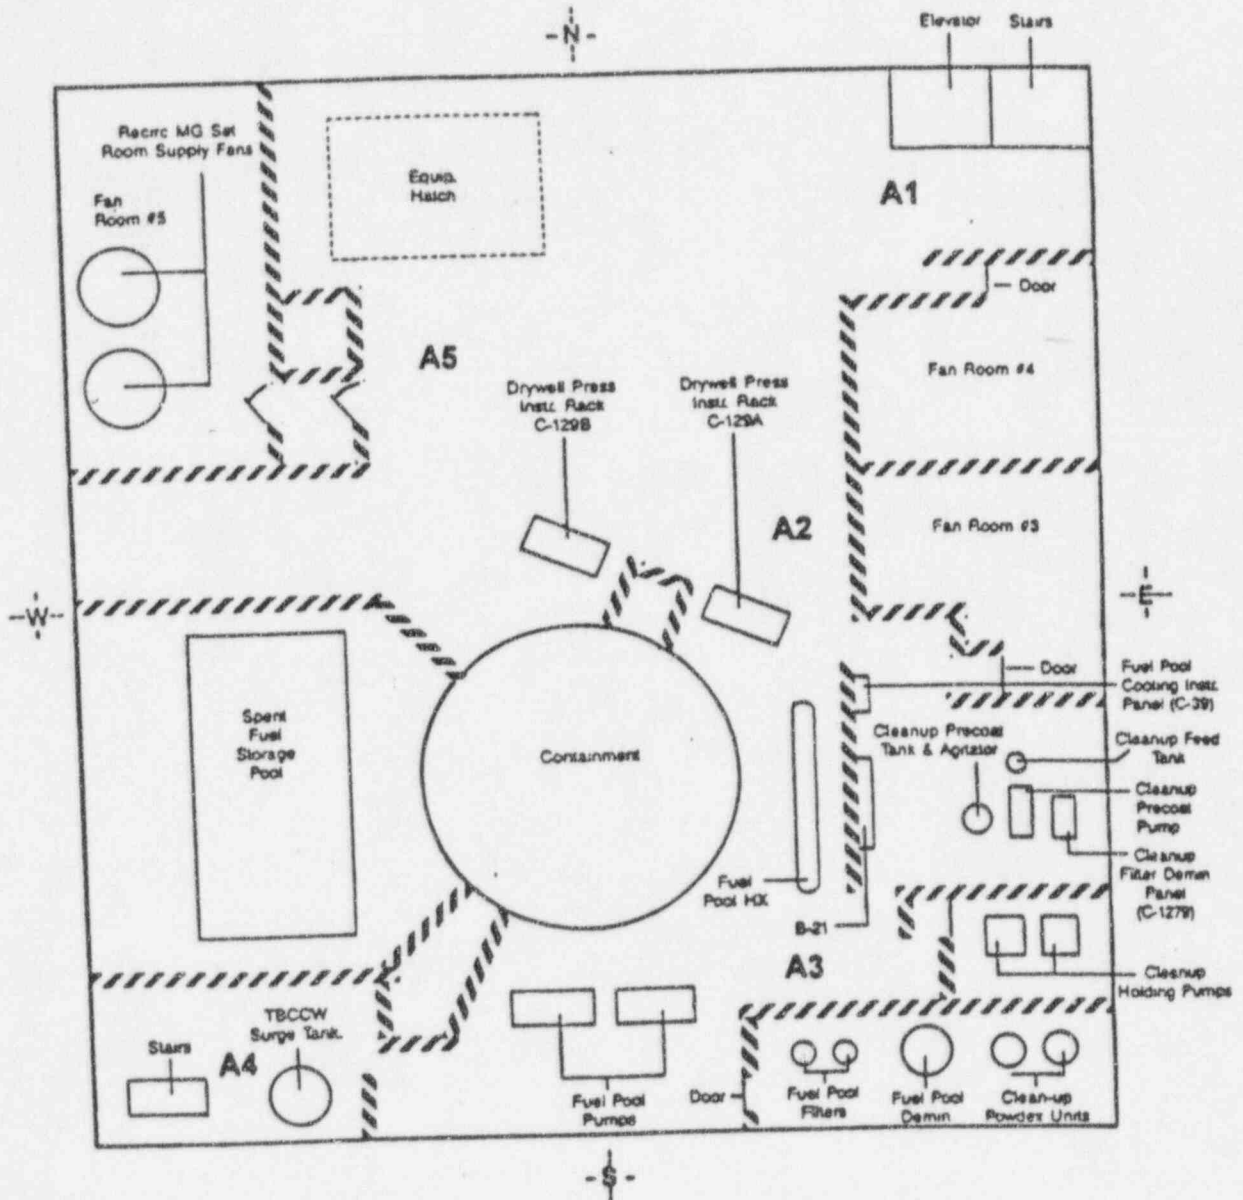 -N-
Elevator
Stairs
Recirc MG Set
Room Supply Fans
Fan
Room #5
Equip.
Hatch
A1
Door
Fan Room #4
A5
Drywell Press
Instr. Rack
C-129B
Drywell Press
Instr. Rack
C-129A
A2
Fan Room #3
-W-
-E-
Door
Fuel Pool
Cooling Instr.
Panel (C-39)
Spent
Fuel
Storage
Pool
Containment
Cleanup Precoat
Tank & Agitator
Cleanup Feed
Tank
Cleanup
Precoat
Pump
Cleanup
Filter Demin
Panel
(C-1279)
Fuel
Pool HX
B-21
A3
Cleanup
Holding Pumps
TBCCW
Surge Tank
Stairs
A4
Fuel Pool
Pumps
Door
Fuel Pool
Filters
Fuel Pool
Demin
Clean-up
Powdex Units
-S-